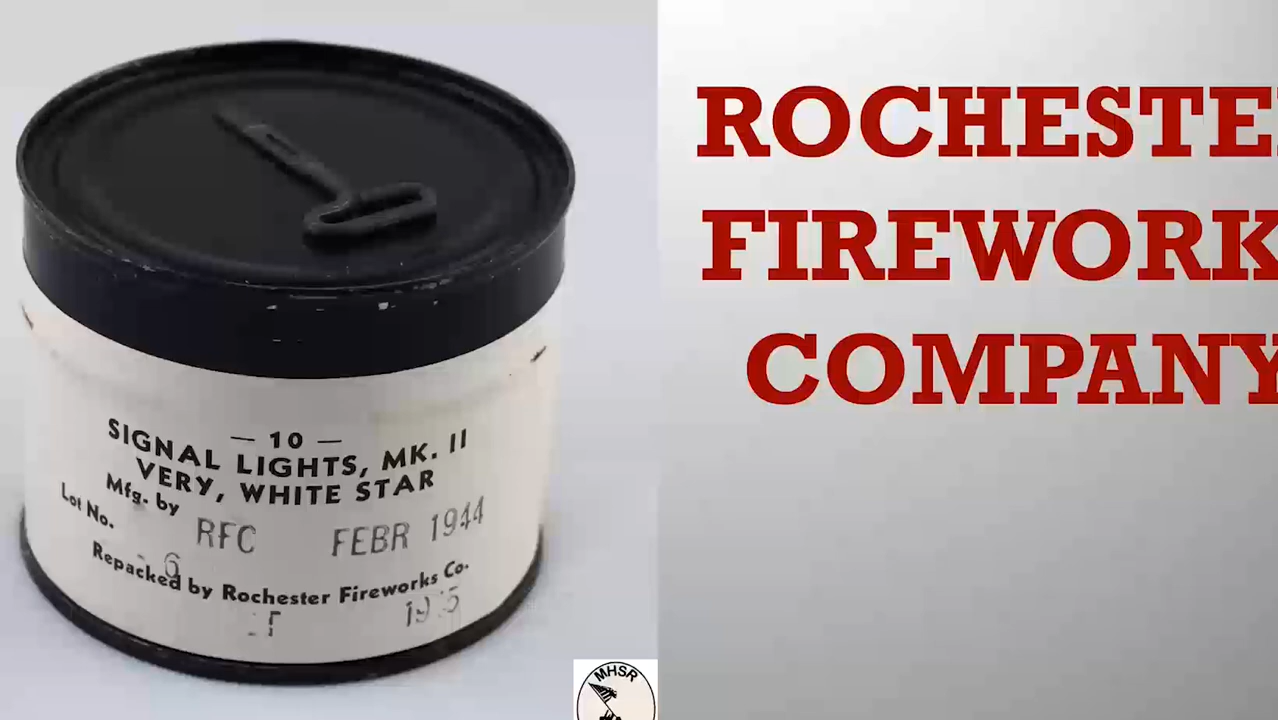 ROCHESTE
FIREWORK
COMPANY
— 10 —
SIGNAL LIGHTS, MK. II
VERY, WHITE STAR
Mfg. by RFC FEBR 1944
Lot No. - 6
Repacked by Rochester Fireworks Co.
MHSR